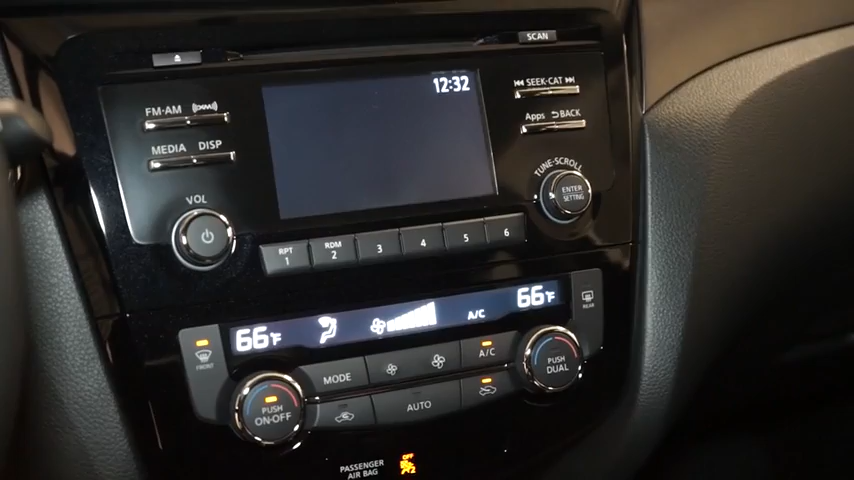 SCAN
12:32
FM·AM
SEEK·CAT
MEDIA DISP
Apps BACK
TUNE·SCROLL
VOL
ENTER
SETTING
RPT
1
RDM
2
3
4
5
6
66°F
A/C
66°F
REAR
FRONT
MODE
A/C
PUSH
DUAL
PUSH
ON·OFF
AUTO
PASSENGER
AIR BAG
OFF